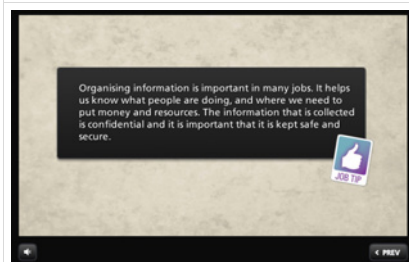 Organising information is important in many jobs. It helps
us know what people are doing, and where we need to
put money and resources. The information that is collected
is confidential and it is important that it is kept safe and
secure.
JOB TIP
< PREV